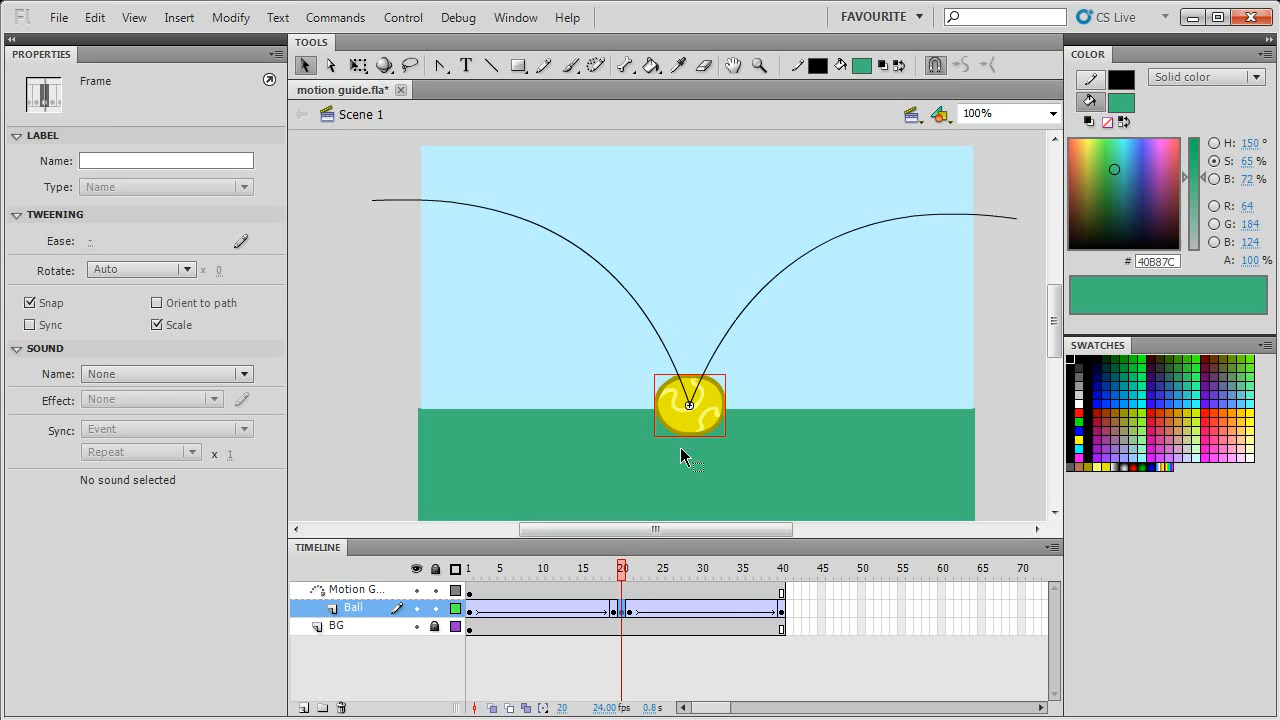 Fl File Edit View Insert Modify Text Commands Control Debug Window Help FAVOURITE CS Live
PROPERTIES
Frame
LABEL
Name:
Type: Name
TWEENING
Ease: -
Rotate: Auto x 0
Snap Orient to path
Sync Scale
SOUND
Name: None
Effect: None
Sync: Event
Repeat x 1
No sound selected
TOOLS
motion guide.fla*
Scene 1 100%
COLOR
Solid color
H: 150 °
S: 65 %
B: 72 %
R: 64
G: 184
B: 124
# 40B87C A: 100 %
SWATCHES
TIMELINE
1 5 10 15 20 25 30 35 40 45 50 55 60 65 70
Motion G...
Ball
BG
20 24.00 fps 0.8 s